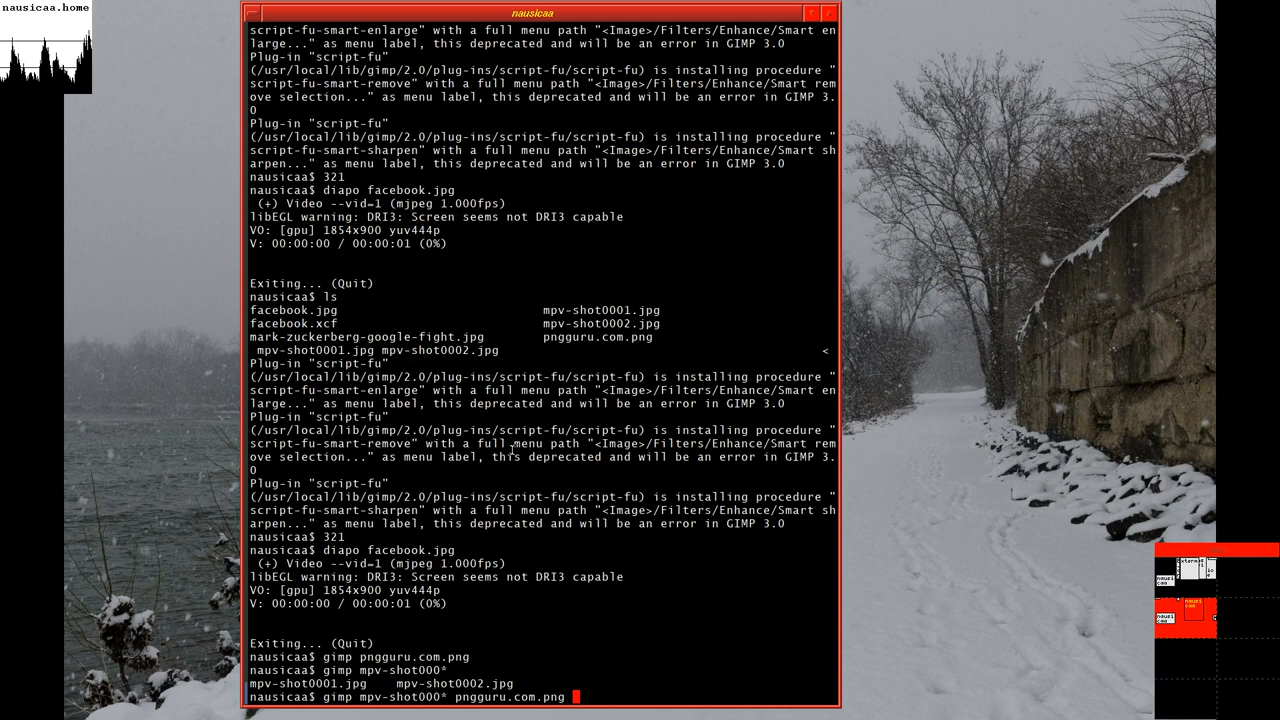 nausicaa.home
nausicaa
script-fu-smart-enlarge" with a full menu path "<Image>/Filters/Enhance/Smart en
large..." as menu label, this deprecated and will be an error in GIMP 3.0
Plug-in "script-fu"
(/usr/local/lib/gimp/2.0/plug-ins/script-fu/script-fu) is installing procedure "
script-fu-smart-remove" with a full menu path "<Image>/Filters/Enhance/Smart rem
ove selection..." as menu label, this deprecated and will be an error in GIMP 3.
0
Plug-in "script-fu"
(/usr/local/lib/gimp/2.0/plug-ins/script-fu/script-fu) is installing procedure "
script-fu-smart-sharpen" with a full menu path "<Image>/Filters/Enhance/Smart sh
arpen..." as menu label, this deprecated and will be an error in GIMP 3.0
nausicaa$ 321
nausicaa$ diapo facebook.jpg
(+) Video --vid=1 (mjpeg 1.000fps)
libEGL warning: DRI3: Screen seems not DRI3 capable
VO: [gpu] 1854x900 yuv444p
V: 00:00:00 / 00:00:01 (0%)
Exiting... (Quit)
nausicaa$ ls
facebook.jpg mpv-shot0001.jpg
facebook.xcf mpv-shot0002.jpg
mark-zuckerberg-google-fight.jpg pngguru.com.png
mpv-shot0001.jpg mpv-shot0002.jpg <
Plug-in "script-fu"
(/usr/local/lib/gimp/2.0/plug-ins/script-fu/script-fu) is installing procedure "
script-fu-smart-enlarge" with a full menu path "<Image>/Filters/Enhance/Smart en
large..." as menu label, this deprecated and will be an error in GIMP 3.0
Plug-in "script-fu"
(/usr/local/lib/gimp/2.0/plug-ins/script-fu/script-fu) is installing procedure "
script-fu-smart-remove" with a full menu path "<Image>/Filters/Enhance/Smart rem
ove selection..." as menu label, this deprecated and will be an error in GIMP 3.
0
Plug-in "script-fu"
(/usr/local/lib/gimp/2.0/plug-ins/script-fu/script-fu) is installing procedure "
script-fu-smart-sharpen" with a full menu path "<Image>/Filters/Enhance/Smart sh
arpen..." as menu label, this deprecated and will be an error in GIMP 3.0
nausicaa$ 321
nausicaa$ diapo facebook.jpg
(+) Video --vid=1 (mjpeg 1.000fps)
libEGL warning: DRI3: Screen seems not DRI3 capable
VO: [gpu] 1854x900 yuv444p
V: 00:00:00 / 00:00:01 (0%)
Exiting... (Quit)
nausicaa$ gimp pngguru.com.png
nausicaa$ gimp mpv-shot000*
mpv-shot0001.jpg mpv-shot0002.jpg
nausicaa$ gimp mpv-shot000* pngguru.com.png
nausi
caa
nausi
caa
nausi
caa